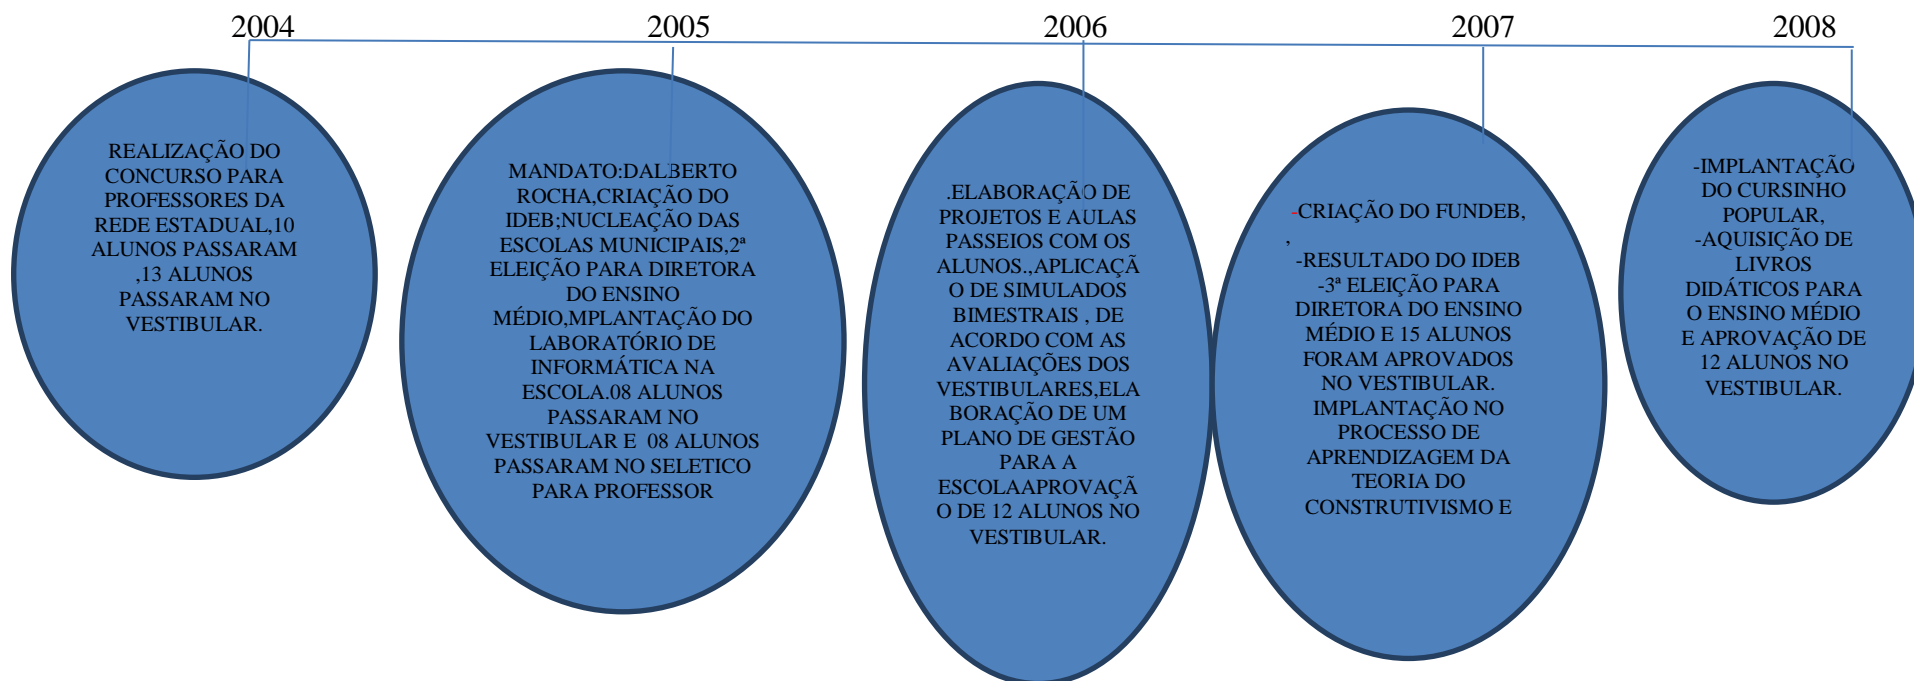 2004
2005
2006
2007
2008
REALIZAÇÃO DO
CONCURSO PARA
PROFESSORES DA
REDE ESTADUAL,10
ALUNOS PASSARAM
,13 ALUNOS
PASSARAM NO
VESTIBULAR.
MANDATO:DALBERTO
ROCHA,CRIAÇÃO DO
IDEB;NUCLEAÇÃO DAS
ESCOLAS MUNICIPAIS,2ª
ELEIÇÃO PARA DIRETORA
DO ENSINO
MÉDIO,MPLANTAÇÃO DO
LABORATÓRIO DE
INFORMÁTICA NA
ESCOLA.08 ALUNOS
PASSARAM NO
VESTIBULAR E 08 ALUNOS
PASSARAM NO SELETICO
PARA PROFESSOR
.ELABORAÇÃO DE
PROJETOS E AULAS
PASSEIOS COM OS
ALUNOS.,APLICAÇÃ
O DE SIMULADOS
BIMESTRAIS , DE
ACORDO COM AS
AVALIAÇÕES DOS
VESTIBULARES,ELA
BORAÇÃO DE UM
PLANO DE GESTÃO
PARA A
ESCOLAAPROVAÇÃ
O DE 12 ALUNOS NO
VESTIBULAR.
-CRIAÇÃO DO FUNDEB,
,
-RESULTADO DO IDEB
-3ª ELEIÇÃO PARA
DIRETORA DO ENSINO
MÉDIO E 15 ALUNOS
FORAM APROVADOS
NO VESTIBULAR.
IMPLANTAÇÃO NO
PROCESSO DE
APRENDIZAGEM DA
TEORIA DO
CONSTRUTIVISMO E
-IMPLANTAÇÃO
DO CURSINHO
POPULAR,
-AQUISIÇÃO DE
LIVROS
DIDÁTICOS PARA
O ENSINO MÉDIO
E APROVAÇÃO DE
12 ALUNOS NO
VESTIBULAR.